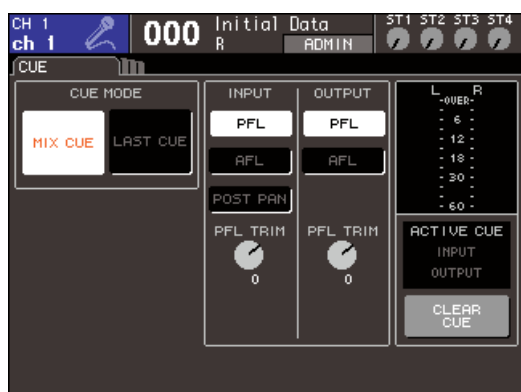 CH 1
ch 1
000
Initial Data
R
ADMIN
ST1 ST2 ST3 ST4
CUE
CUE MODE
MIX CUE
LAST CUE
INPUT
PFL
AFL
POST PAN
PFL TRIM
0
OUTPUT
PFL
AFL
PFL TRIM
0
L R
-OVER-
- 6 -
- 12 -
- 18 -
- 30 -
- 60 -
ACTIVE CUE
INPUT
OUTPUT
CLEAR
CUE